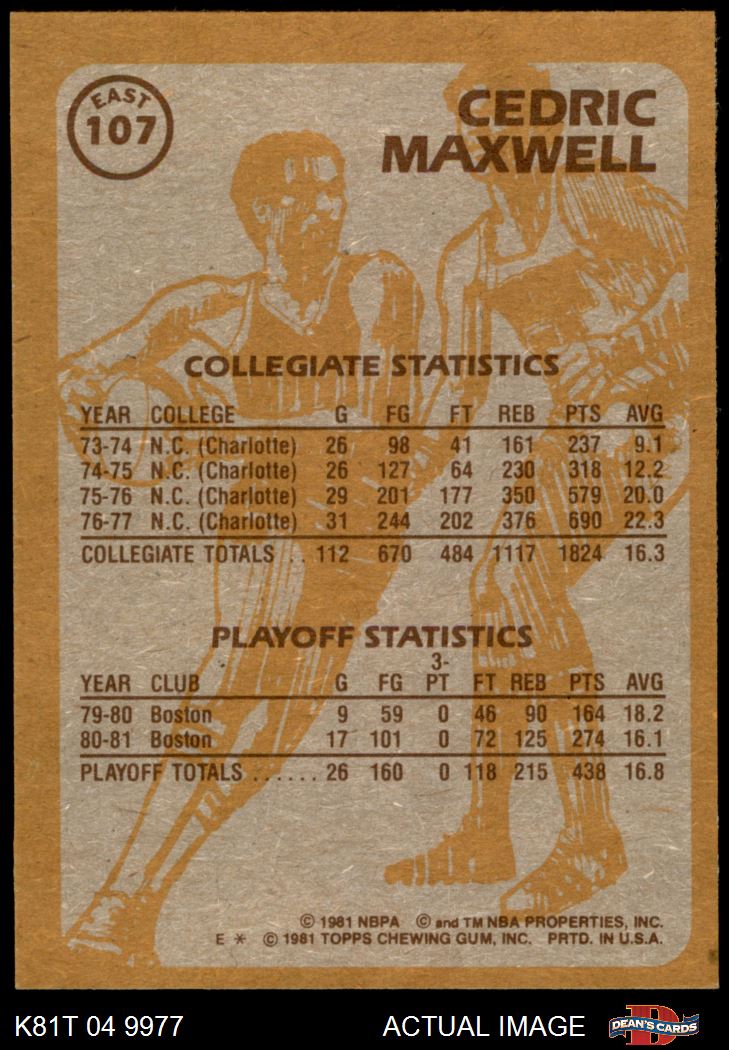 EAST
107
CEDRIC
MAXWELL
COLLEGIATE STATISTICS
YEAR COLLEGE G FG FT REB PTS AVG
73-74 N.C. (Charlotte) 26 98 41 161 237 9.1
74-75 N.C. (Charlotte) 26 127 64 230 318 12.2
75-76 N.C. (Charlotte) 29 201 177 350 579 20.0
76-77 N.C. (Charlotte) 31 244 202 376 690 22.3
COLLEGIATE TOTALS .. 112 670 484 1117 1824 16.3
PLAYOFF STATISTICS
YEAR CLUB G FG 3-PT FT REB PTS AVG
79-80 Boston 9 59 0 46 90 164 18.2
80-81 Boston 17 101 0 72 125 274 16.1
PLAYOFF TOTALS ...... 26 160 0 118 215 438 16.8
© 1981 NBPA © and TM NBA PROPERTIES, INC.
E * © 1981 TOPPS CHEWING GUM, INC. PRTD. IN U.S.A.
K81T 04 9977 ACTUAL IMAGE DEAN'S CARDS